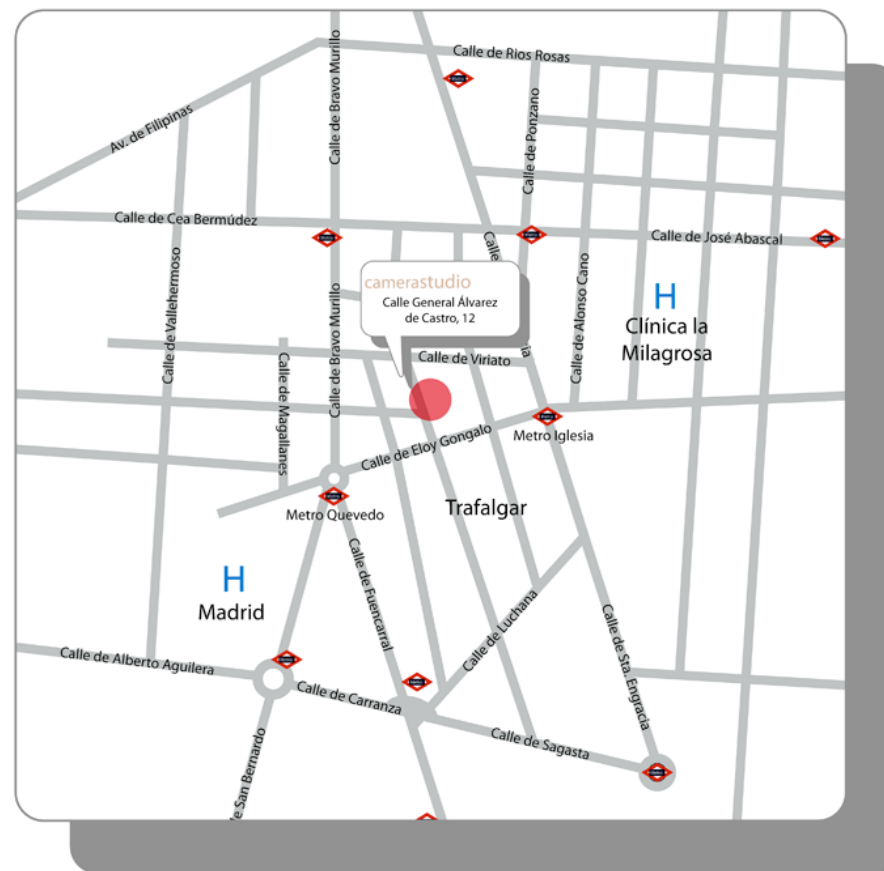 Calle de Rios Rosas
Calle de Bravo Murillo
Av. de Filipinas
Calle de Ponzano
Calle de Cea Bermúdez
Calle de José Abascal
Calle
camerastudio
Calle General Álvarez
de Castro, 12
H
Clínica la
Milagrosa
Calle de Vallehermoso
Calle de Bravo Murillo
Calle de Alonso Cano
Calle de Viriato
Calle de Magallanes
Metro Iglesia
Calle de Eloy Gongalo
Metro Quevedo
Trafalgar
H
Madrid
Calle de Fuencarral
Calle de Luchana
Calle de Sta. Engracia
Calle de Alberto Aguilera
Calle de Carranza
Calle de Sagasta
e San Bernardo